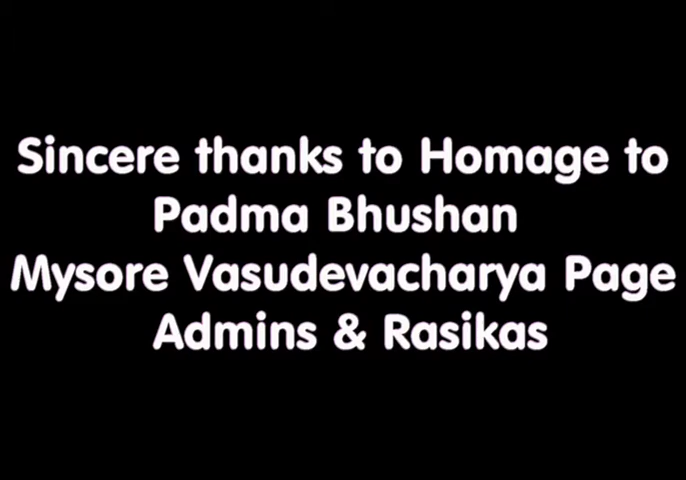 Sincere thanks to Homage to
Padma Bhushan
Mysore Vasudevacharya Page
Admins & Rasikas